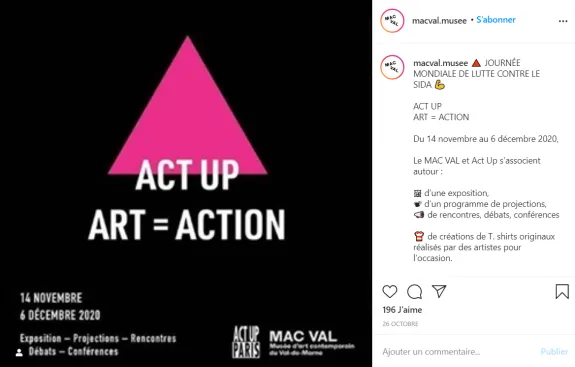 ACT UP
ART = ACTION
14 NOVEMBRE
6 DÉCEMBRE 2020
Exposition – Projections – Rencontres
Débats – Conférences
ACT UP
PARIS
MAC VAL
Musée d'art contemporain
du Val-de-Marne
MAC
VAL
macval.musee • S'abonner
MAC
VAL
macval.musee 🔺 JOURNÉE
MONDIALE DE LUTTE CONTRE LE
SIDA 💪
ACT UP
ART = ACTION
Du 14 novembre au 6 décembre 2020,
Le MAC VAL et Act Up s'associent
autour :
🖼 d'une exposition,
📽 d'un programme de projections,
📢 de rencontres, débats, conférences
👕 de créations de T. shirts originaux
réalisés par des artistes pour
l'occasion.
196 J'aime
26 OCTOBRE
Ajouter un commentaire... Publier